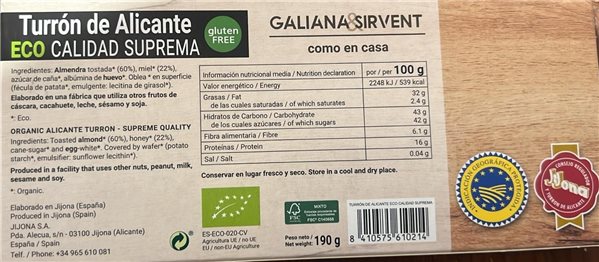 Turrón de Alicante
ECO CALIDAD SUPREMA
gluten
FREE
Ingredientes: Almendra tostada* (60%), miel* (22%),
azúcar de caña*, albúmina de huevo*. Oblea * en superficie
(fécula de patata*, emulgente: lecitina de girasol*).
Elaborado en una fábrica que utiliza otros frutos de
cáscara, cacahuete, leche, sésamo y soja.
*: Eco.
ORGANIC ALICANTE TURRON - SUPREME QUALITY
Ingredients: Toasted almond* (60%), honey* (22%),
cane-sugar* and egg-white*. Covered by wafer* (potato
starch*, emulsifier: sunflower lecithin*).
Produced in a facility that uses other nuts, peanut, milk,
sesame and soy.
*: Organic.
Elaborado en Jijona (España)
Produced in Jijona (Spain)
JIJONA S.A.
Pda. Alecua, s/n - 03100 Jijona (Alicante)
España / Spain
Tlf. / Phone: +34 965 610 081
GALIANA&SIRVENT
como en casa
Información nutricional media / Nutrition declaration por / per 100 g
Valor energético / Energy 2248 kJ / 539 kcal
Grasas / Fat 32 g
de las cuales saturadas / of which saturates 2.4 g
Hidratos de Carbono / Carbohydrate 43 g
de los cuales azúcares / of which sugars 42 g
Fibra alimentaria / Fibre 6.1 g
Proteínas / Protein 16 g
Sal / Salt 0.04 g
Conservar en lugar fresco y seco. Store in a cool and dry place.
ES-ECO-020-CV
Agricultura UE / no UE
EU / non-EU Agriculture
FSC
MIXTO
FSC® C140658
Peso neto /
Net weight: 190 g
TURRÓN DE ALICANTE ECO CALIDAD SUPREMA
8 410575 610214
INDICACIÓN GEOGRÁFICA PROTEGIDA
CONSEJO REGULADOR
Jijona
TURRÓN DE ALICANTE